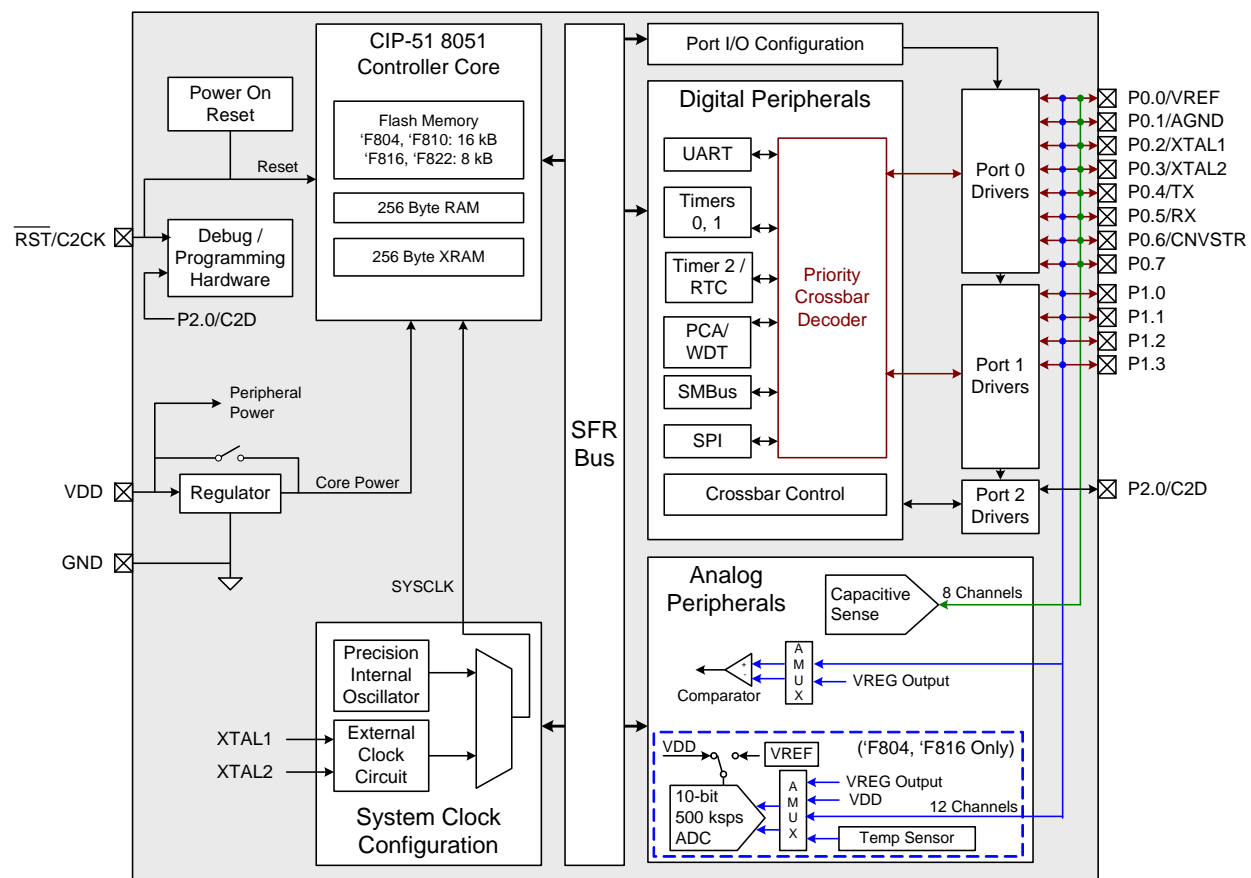 CIP-51 8051
Controller Core
Flash Memory
‘F804, ‘F810: 16 kB
‘F816, ‘F822: 8 kB
256 Byte RAM
256 Byte XRAM
Power On
Reset
Reset
RST/C2CK
Debug /
Programming
Hardware
P2.0/C2D
Peripheral
Power
VDD
Regulator
Core Power
GND
SYSCLK
Precision
Internal
Oscillator
XTAL1
XTAL2
External
Clock
Circuit
System Clock
Configuration
SFR
Bus
Port I/O Configuration
Digital Peripherals
UART
Timers
0, 1
Timer 2 /
RTC
PCA/
WDT
SMBus
SPI
Priority
Crossbar
Decoder
Crossbar Control
Port 0
Drivers
Port 1
Drivers
Port 2
Drivers
P0.0/VREF
P0.1/AGND
P0.2/XTAL1
P0.3/XTAL2
P0.4/TX
P0.5/RX
P0.6/CNVSTR
P0.7
P1.0
P1.1
P1.2
P1.3
P2.0/C2D
Analog
Peripherals
Capacitive
Sense
8 Channels
+
-
Comparator
A
M
U
X
VREG Output
(‘F804, ‘F816 Only)
VDD
VREF
10-bit
500 ksps
ADC
A
M
U
X
VREG Output
VDD
12 Channels
Temp Sensor